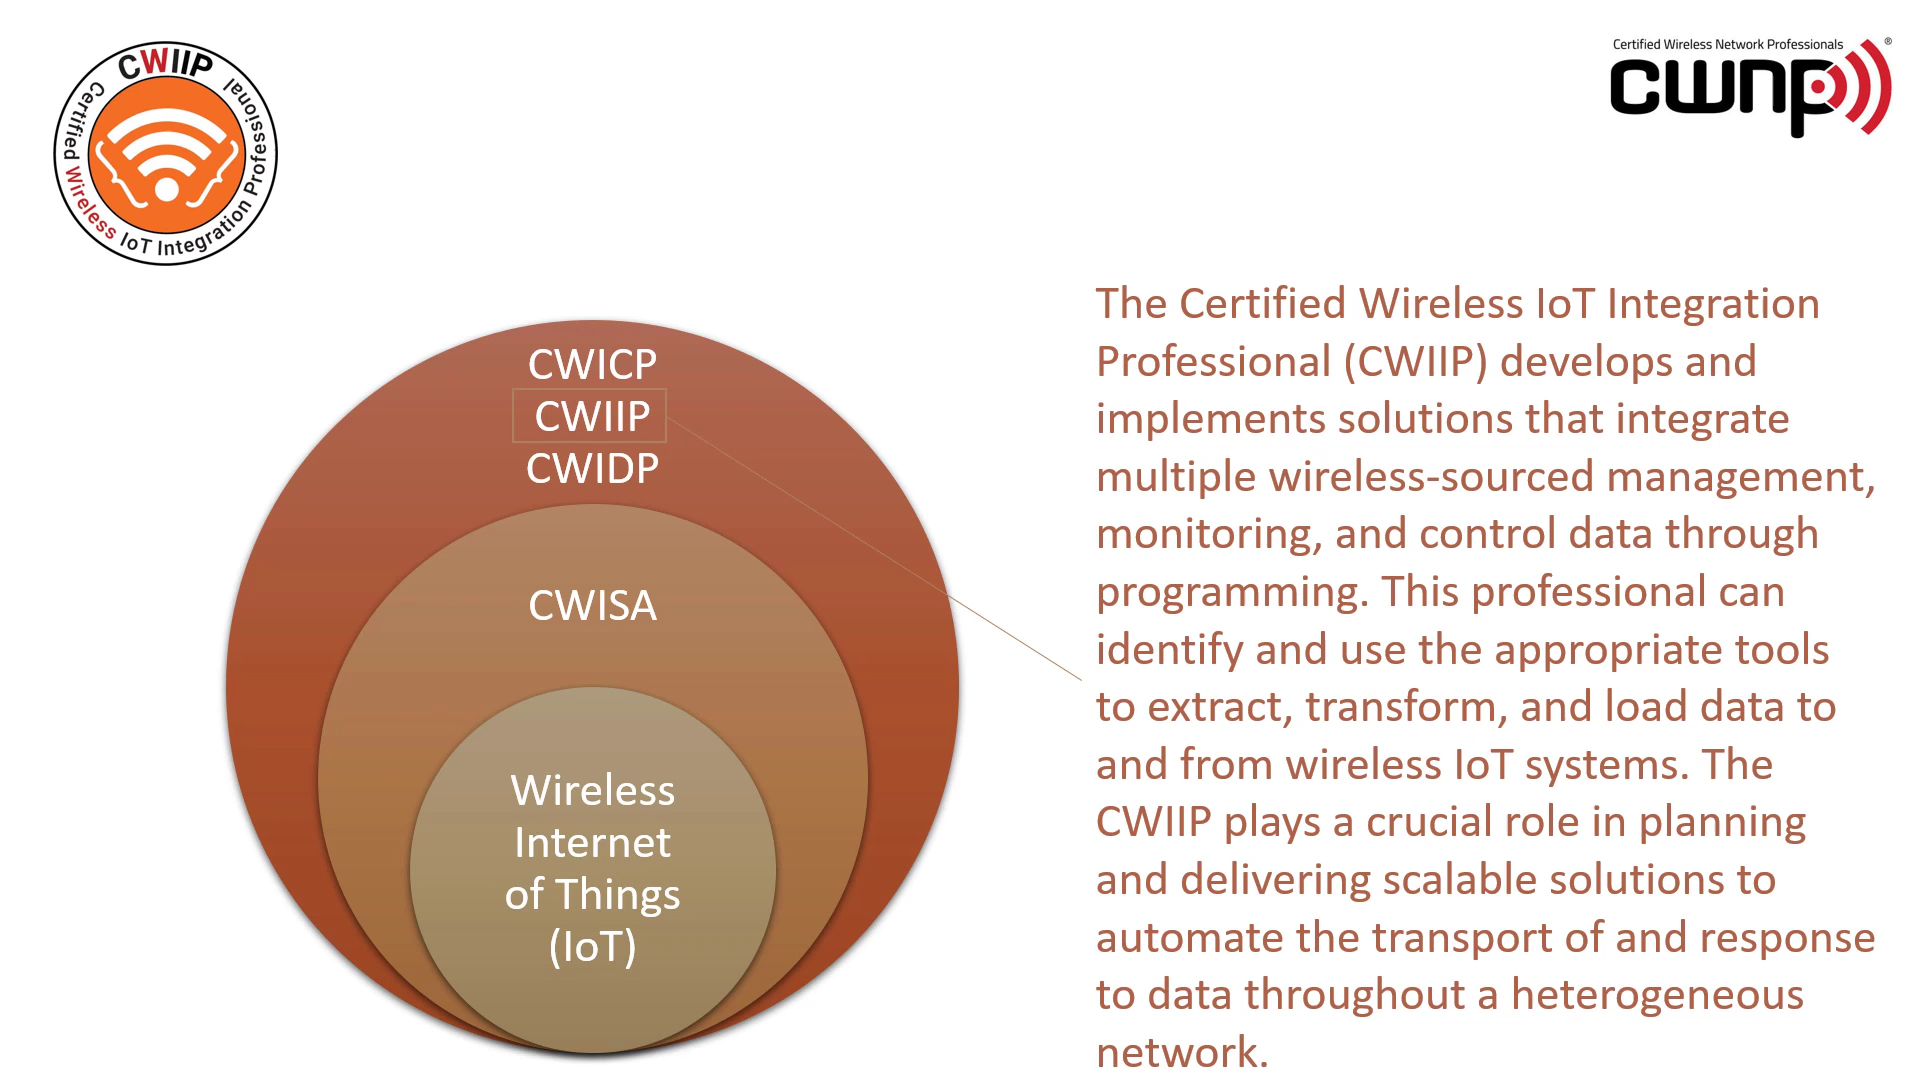 CWIIP
Certified Wireless IoT Integration Professional
Certified Wireless Network Professionals
cwnp
®
CWICP
CWIIP
CWIDP
CWISA
Wireless
Internet
of Things
(IoT)
The Certified Wireless IoT Integration
Professional (CWIIP) develops and
implements solutions that integrate
multiple wireless-sourced management,
monitoring, and control data through
programming. This professional can
identify and use the appropriate tools
to extract, transform, and load data to
and from wireless IoT systems. The
CWIIP plays a crucial role in planning
and delivering scalable solutions to
automate the transport of and response
to data throughout a heterogeneous
network.